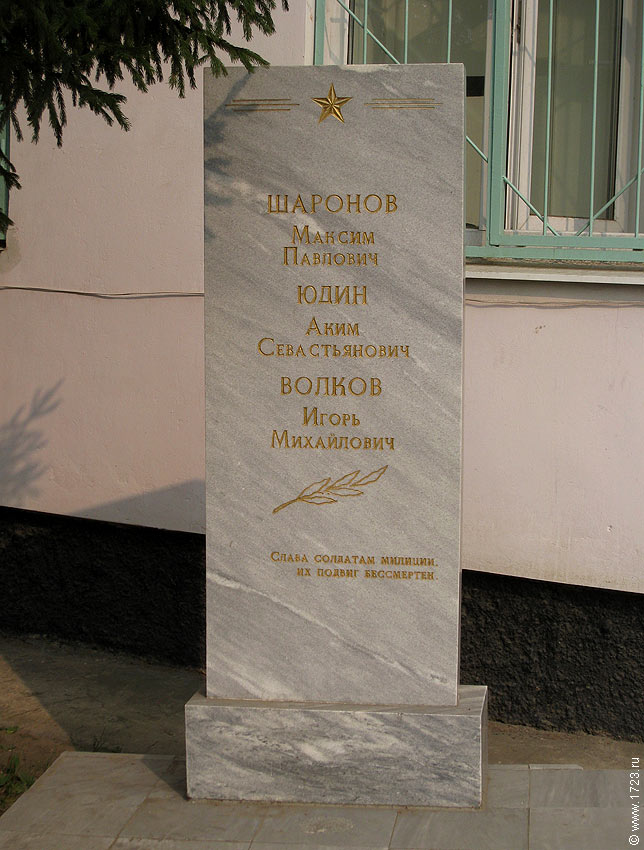 ШАРОНОВ
Максим
Павлович
ЮДИН
Аким
Севастьянович
ВОЛКОВ
Игорь
Михайлович
Слава солдатам милиции,
их подвиг бессмертен.
© www.1723.ru